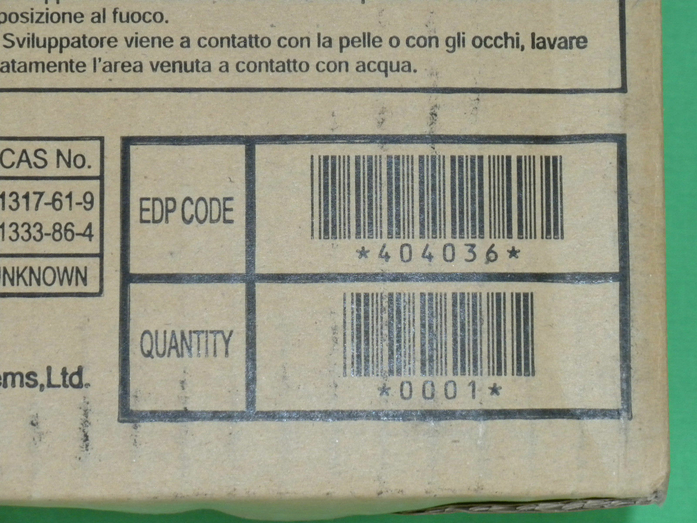 posizione al fuoco.
Sviluppatore viene a contatto con la pelle o con gli occhi, lavare
atamente l'area venuta a contatto con acqua.
CAS No.
1317-61-9
1333-86-4
UNKNOWN
EDP CODE
*404036*
QUANTITY
*0001*
ems,Ltd.